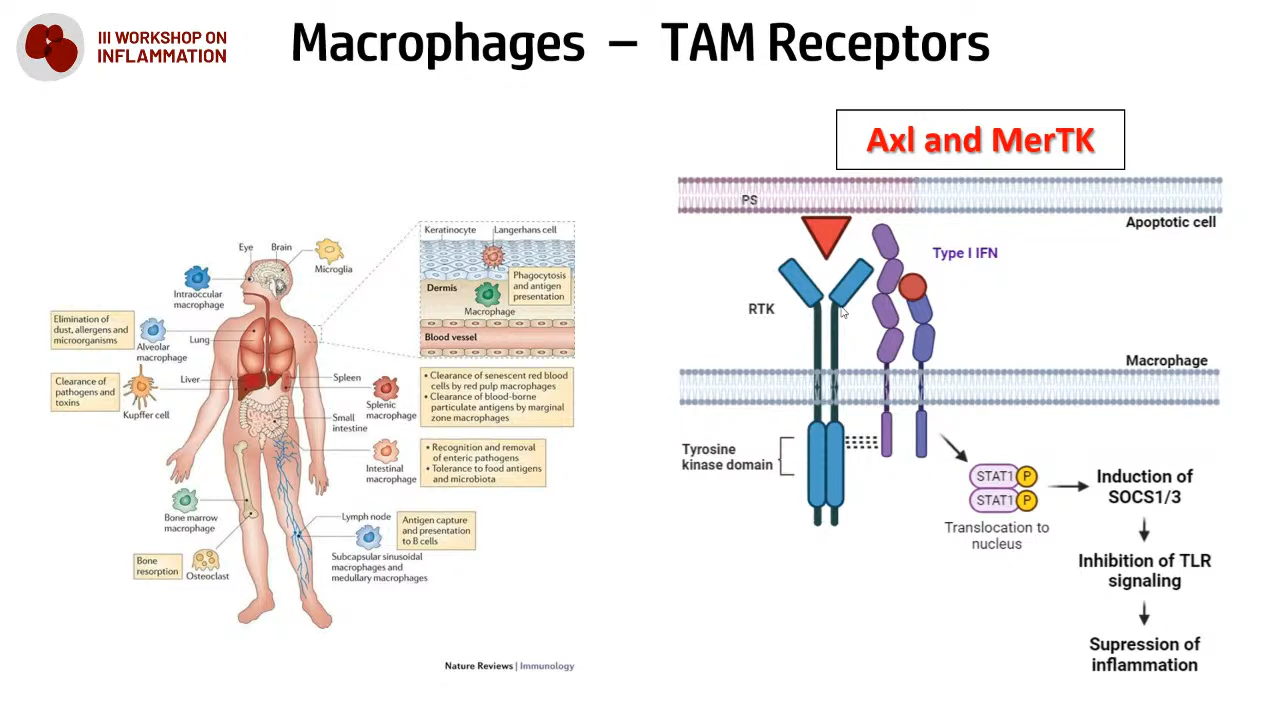 III WORKSHOP ON
INFLAMMATION
Macrophages – TAM Receptors
Eye
Brain
Microglia
Intraoccular
macrophage
Elimination of
dust, allergens and
microorganisms
Alveolar
macrophage
Lung
Clearance of
pathogens and
toxins
Kupffer cell
Liver
Spleen
Splenic
macrophage
Small
intestine
Intestinal
macrophage
Bone marrow
macrophage
Bone
resorption
Osteoclast
Lymph node
Subcapsular sinusoidal
macrophages and
medullary macrophages
Antigen capture
and presentation
to B cells
Keratinocyte
Langerhans cell
Phagocytosis
and antigen
presentation
Dermis
Macrophage
Blood vessel
• Clearance of senescent red blood
cells by red pulp macrophages
• Clearance of blood-borne
particulate antigens by marginal
zone macrophages
• Recognition and removal
of enteric pathogens
• Tolerance to food antigens
and microbiota
Nature Reviews | Immunology
Axl and MerTK
PS
Apoptotic cell
Type I IFN
RTK
Macrophage
Tyrosine
kinase domain
STAT1 P
STAT1 P
Translocation to
nucleus
Induction of
SOCS1/3
Inhibition of TLR
signaling
Supression of
inflammation